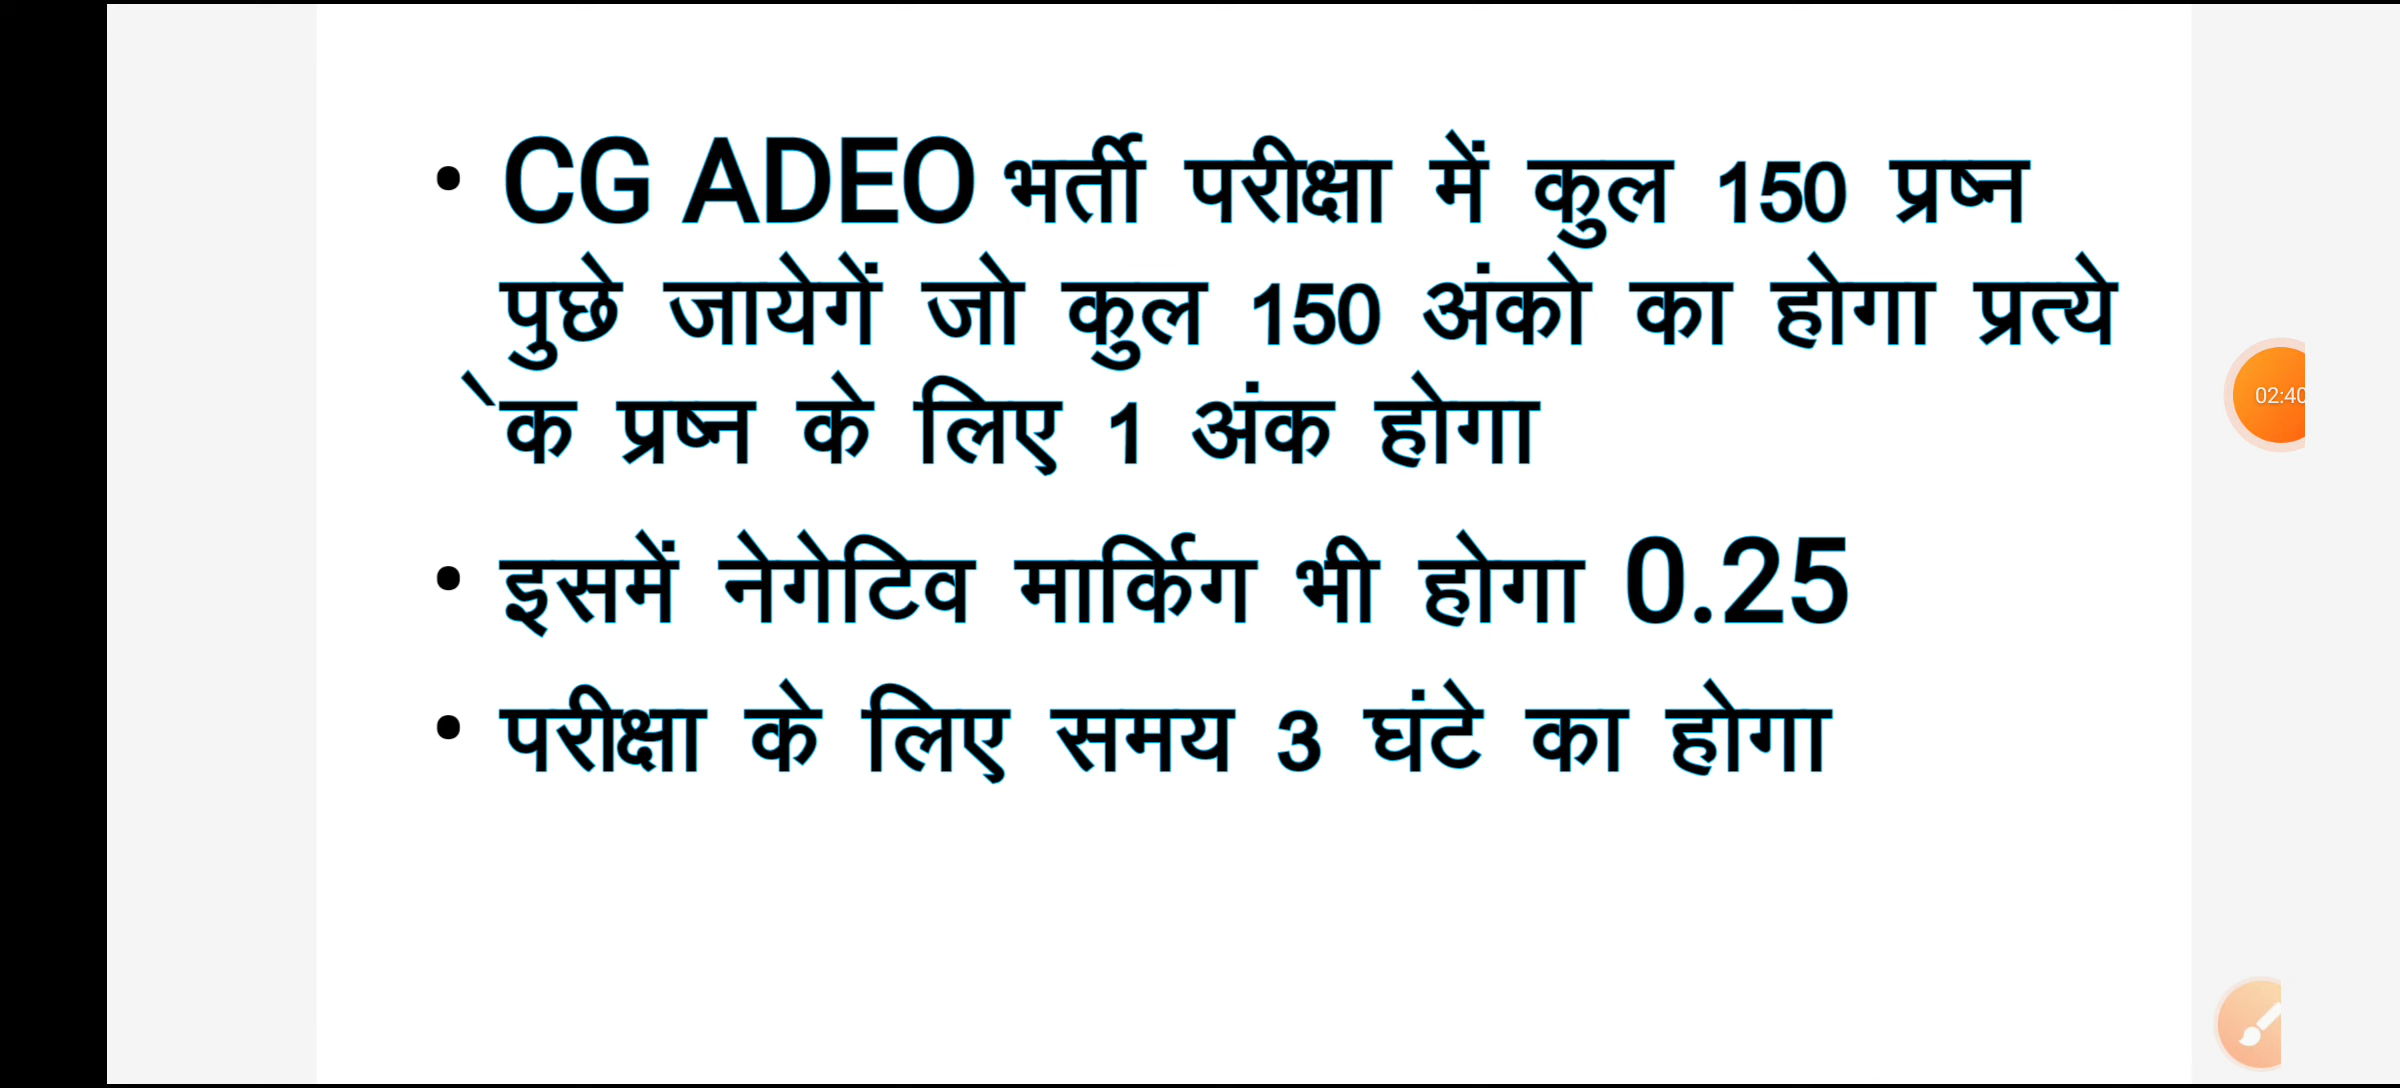 • CG ADEO भर्ती परीक्षा में कुल 150 प्रष्न
पुछे जायेगें जो कुल 150 अंको का होगा प्रत्ये
ेक प्रष्न के लिए 1 अंक होगा
• इसमें नेगेटिव मार्किग भी होगा 0.25
• परीक्षा के लिए समय 3 घंटे का होगा
02:40